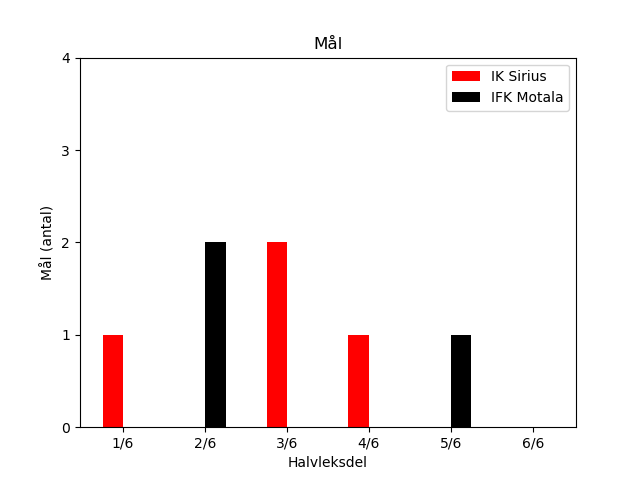 Mål
IK Sirius
IFK Motala
Mål (antal)
4
3
2
1
0
1/6 2/6 3/6 4/6 5/6 6/6
Halvleksdel